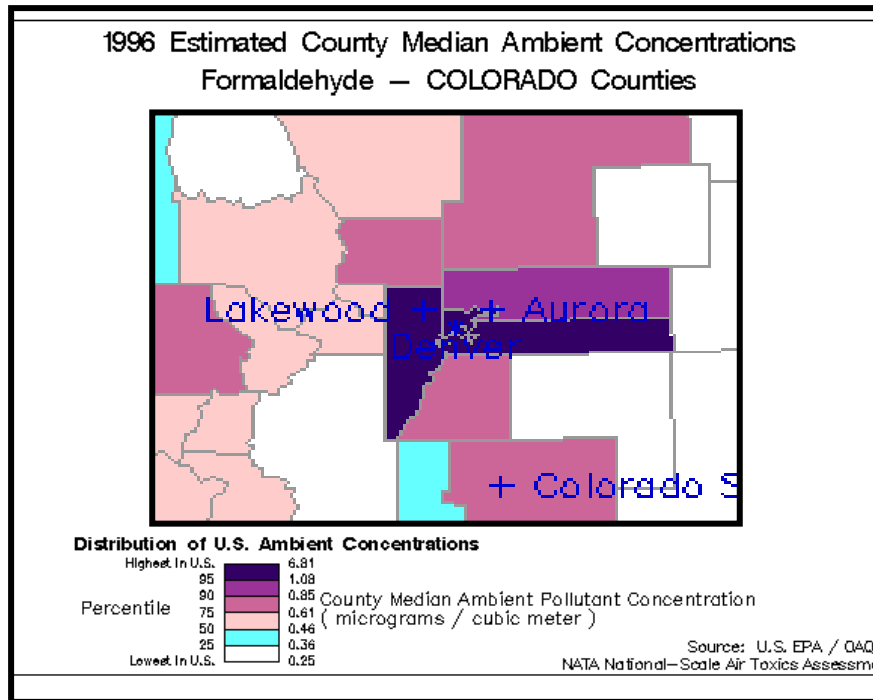 1996 Estimated County Median Ambient Concentrations
Formaldehyde — COLORADO Counties
Lakewood + + Aurora
Denver
+ Colorado S
Distribution of U.S. Ambient Concentrations
Highest In U.S. 6.81
95 1.08
90 0.85
75 0.61
50 0.46
25 0.36
Lowest In U.S. 0.25
Percentile
County Median Ambient Pollutant Concentration
( micrograms / cubic meter )
Source: U.S. EPA / OAQ
NATA National-Scale Air Toxics Assessme